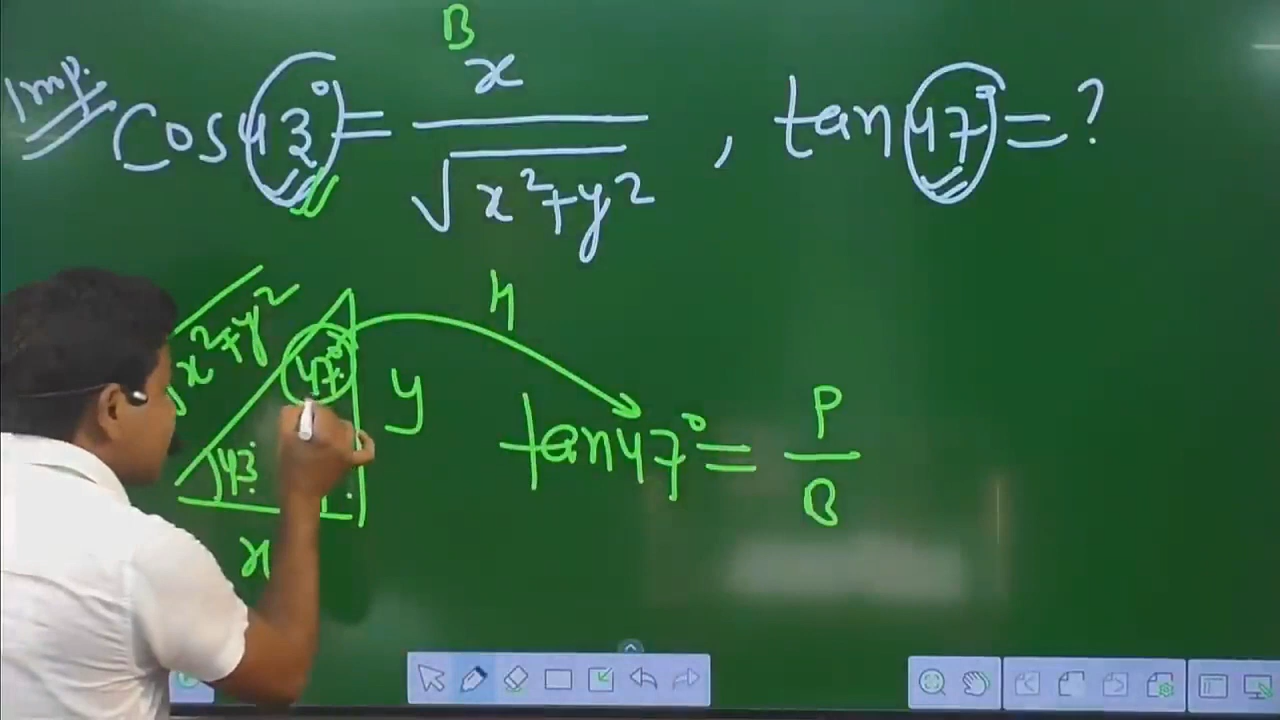 Imp.
B
Cos 43° = x / √x²+y² , tan 47° = ?
H
√x²+y²
47°
y
43°
x
tan 47° = P / B